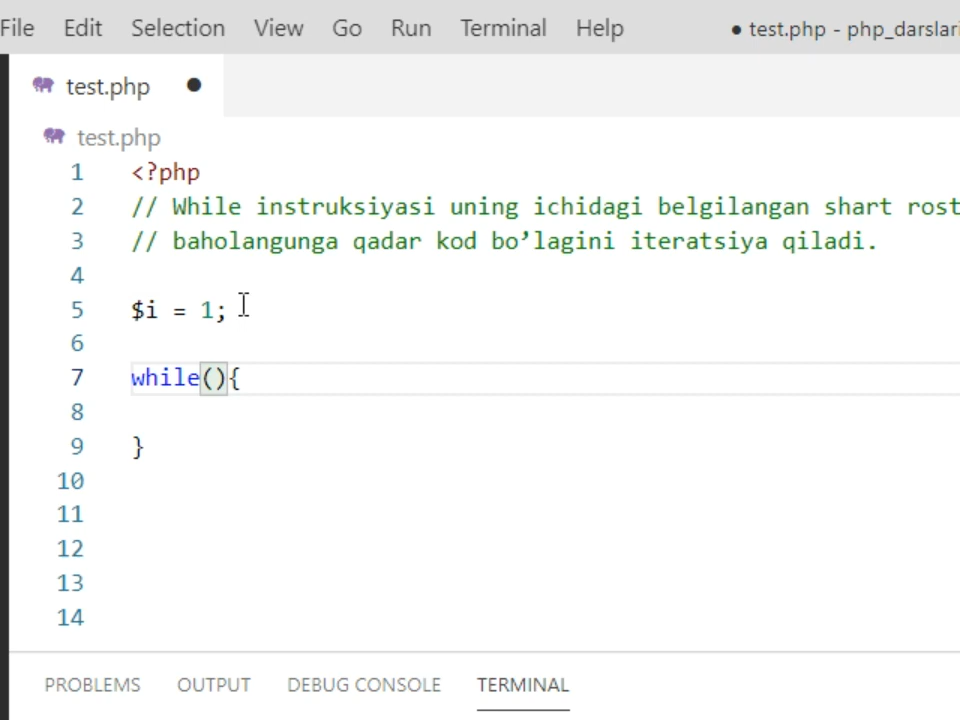 File Edit Selection View Go Run Terminal Help ● test.php - php_darslari
test.php ●
test.php
1 <?php
2 // While instruksiyasi uning ichidagi belgilangan shart rost
3 // baholangunga qadar kod bo’lagini iteratsiya qiladi.
4
5 $i = 1;
6
7 while(){
8
9 }
10
11
12
13
14
PROBLEMS OUTPUT DEBUG CONSOLE TERMINAL